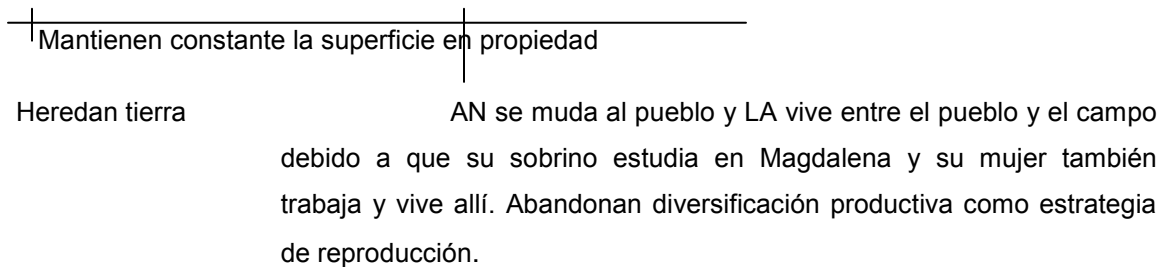 Mantienen constante la superficie en propiedad
Heredan tierra AN se muda al pueblo y LA vive entre el pueblo y el campo
debido a que su sobrino estudia en Magdalena y su mujer también
trabaja y vive allí. Abandonan diversificación productiva como estrategia
de reproducción.